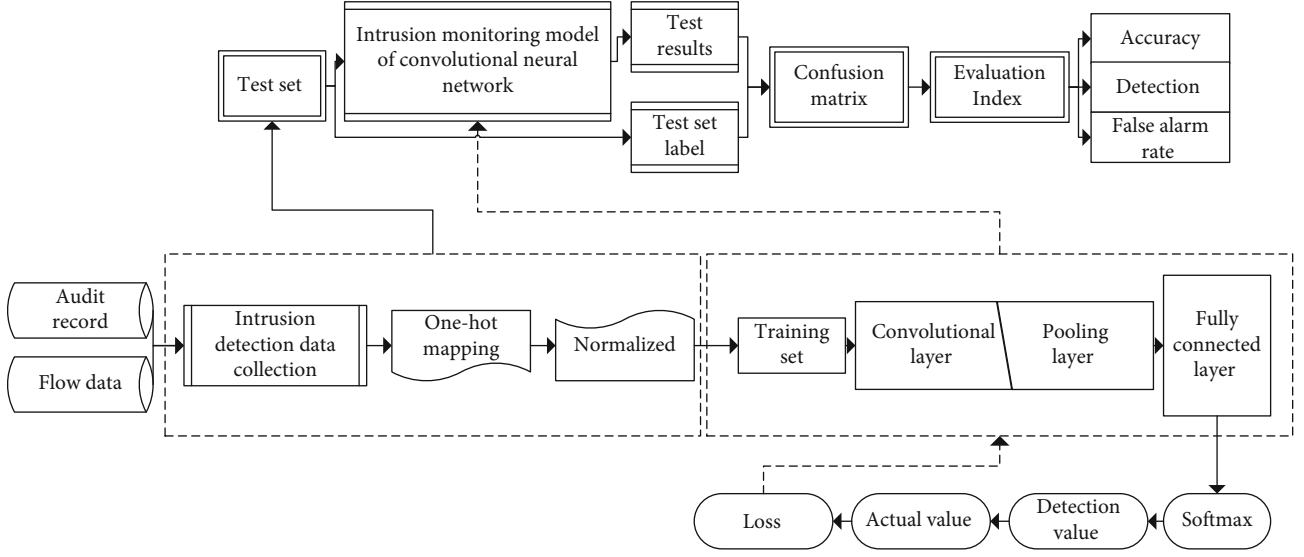 Test set
Intrusion monitoring model
of convolutional neural
network
Test
results
Test set
label
Confusion
matrix
Evaluation
Index
Accuracy
Detection
False alarm
rate
Audit
record
Flow data
Intrusion
detection data
collection
One-hot
mapping
Normalized
Training
set
Convolutional
layer
Pooling
layer
Fully
connected
layer
Loss
Actual value
Detection
value
Softmax